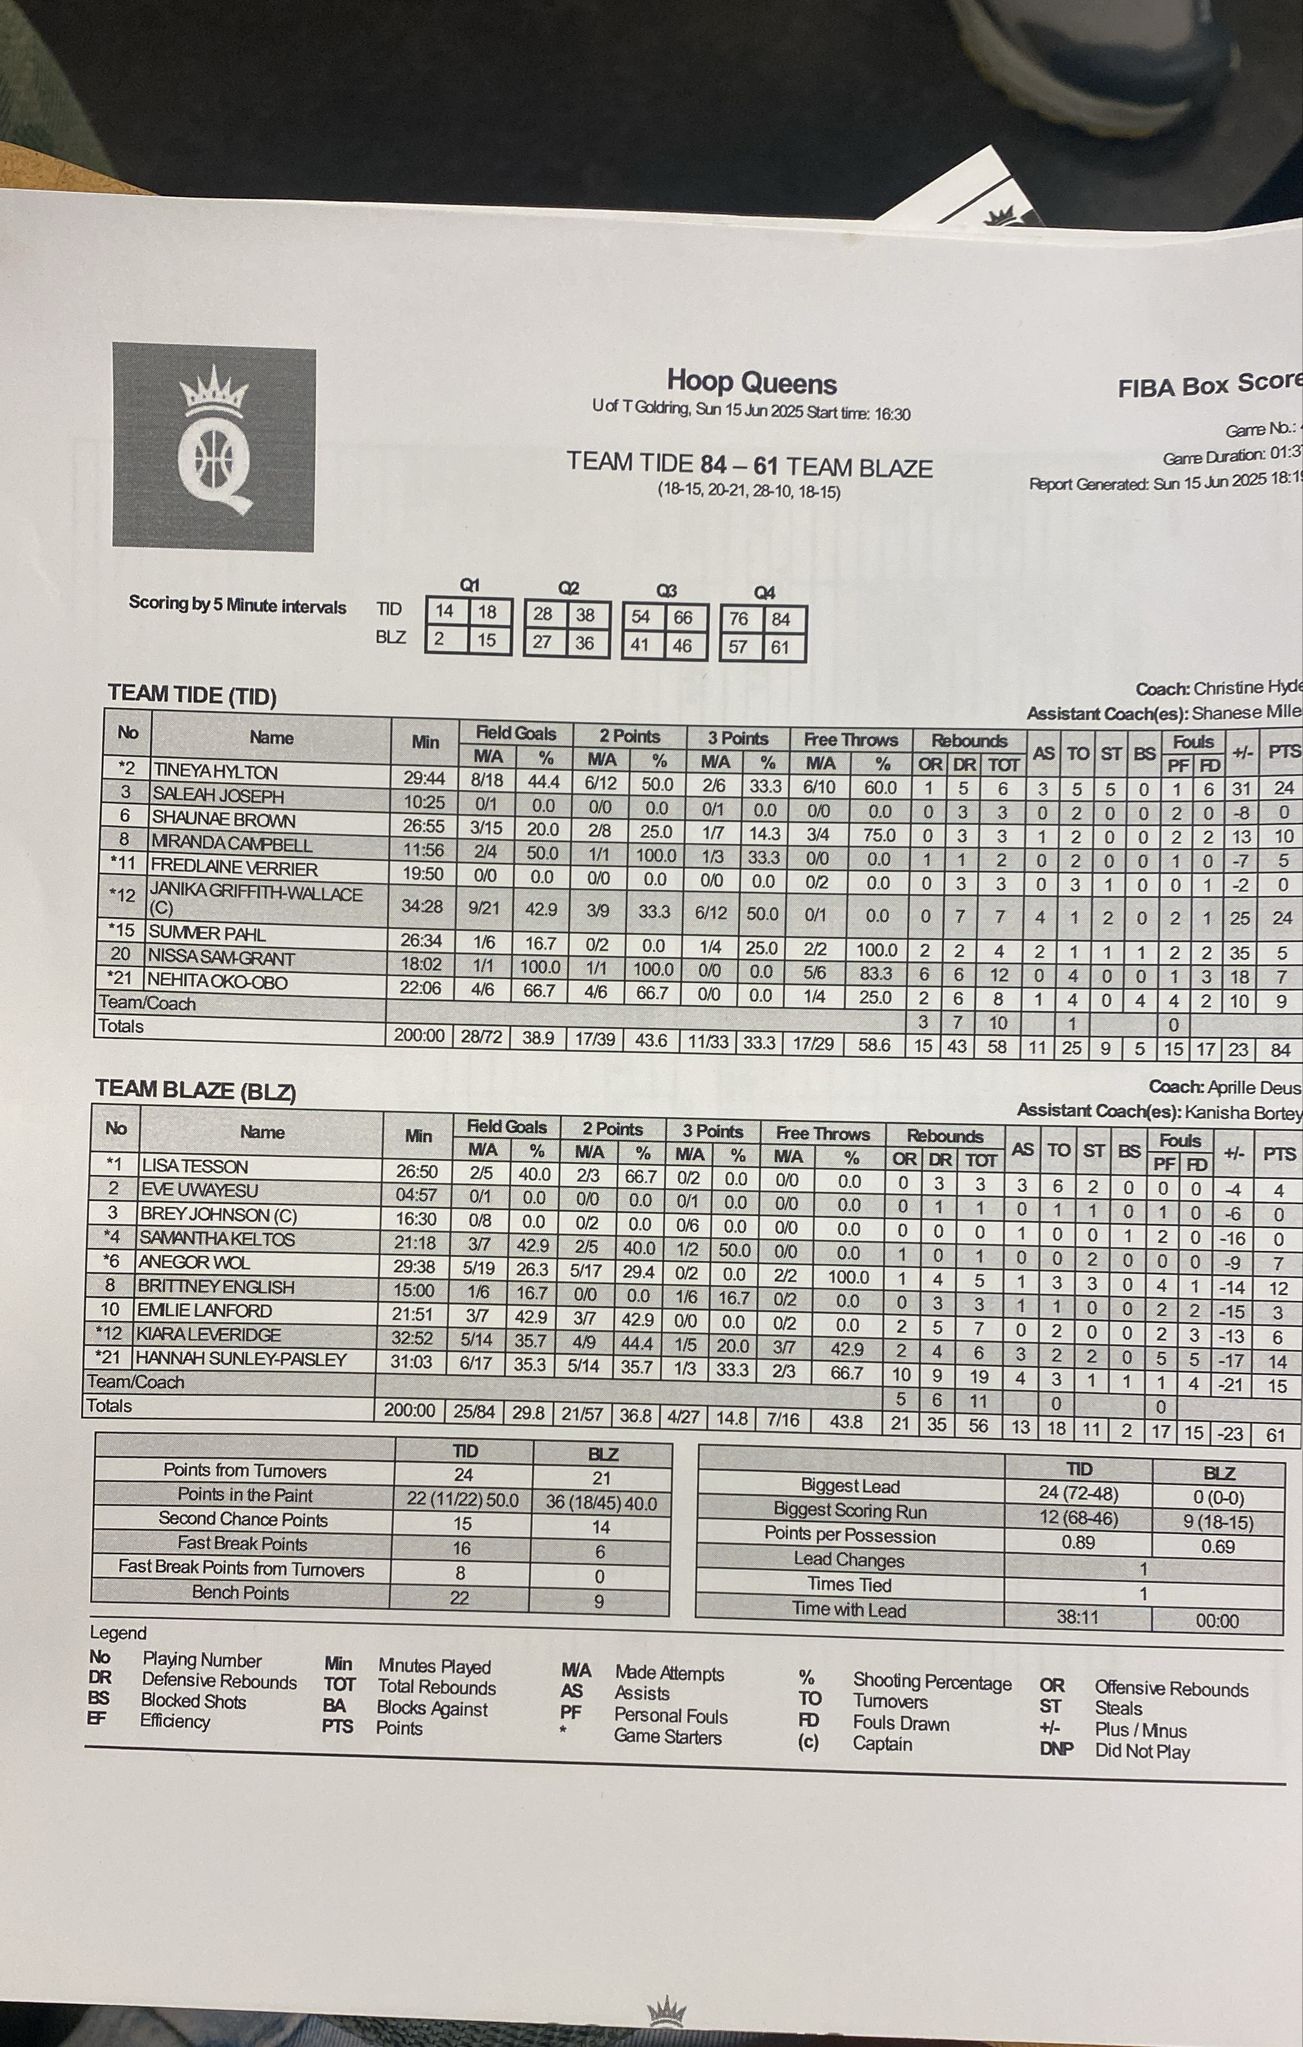 Q
Hoop Queens
U of T Goldring, Sun 15 Jun 2025 Start time: 16:30
TEAM TIDE 84 – 61 TEAM BLAZE
(18-15, 20-21, 28-10, 18-15)
FIBA Box Score
Game No.:
Game Duration: 01:3
Report Generated: Sun 15 Jun 2025 18:1
Q1 Q2 Q3 Q4
Scoring by 5 Minute intervals TID 14 18 28 38 54 66 76 84
BLZ 2 15 27 36 41 46 57 61
TEAM TIDE (TID)
Coach: Christine Hyde
Assistant Coach(es): Shanese Mille
No Name Min Field Goals 2 Points 3 Points Free Throws Rebounds AS TO ST BS Fouls +/- PTS
M/A % M/A % M/A % M/A % OR DR TOT PF FD
*2 TINEYA HYLTON 29:44 8/18 44.4 6/12 50.0 2/6 33.3 6/10 60.0 1 5 6 3 5 5 0 1 6 31 24
3 SALEAH JOSEPH 10:25 0/1 0.0 0/0 0.0 0/1 0.0 0/0 0.0 0 3 3 0 2 0 0 2 0 -8 0
6 SHAUNAE BROWN 26:55 3/15 20.0 2/8 25.0 1/7 14.3 3/4 75.0 0 3 3 1 2 0 0 2 2 13 10
8 MIRANDA CAMPBELL 11:56 2/4 50.0 1/1 100.0 1/3 33.3 0/0 0.0 1 1 2 0 2 0 0 1 0 -7 5
*11 FREDLAINE VERRIER 19:50 0/0 0.0 0/0 0.0 0/0 0.0 0/2 0.0 0 3 3 0 3 1 0 0 1 -2 0
*12 JANIKA GRIFFITH-WALLACE (C) 34:28 9/21 42.9 3/9 33.3 6/12 50.0 0/1 0.0 0 7 7 4 1 2 0 2 1 25 24
*15 SUMMER PAHL 26:34 1/6 16.7 0/2 0.0 1/4 25.0 2/2 100.0 2 2 4 2 1 1 1 2 2 35 5
20 NISSA SAM-GRANT 18:02 1/1 100.0 1/1 100.0 0/0 0.0 5/6 83.3 6 6 12 0 4 0 0 1 3 18 7
*21 NEHITA OKO-OBO 22:06 4/6 66.7 4/6 66.7 0/0 0.0 1/4 25.0 2 6 8 1 4 0 4 4 2 10 9
Team/Coach 3 7 10 1 0
Totals 200:00 28/72 38.9 17/39 43.6 11/33 33.3 17/29 58.6 15 43 58 11 25 9 5 15 17 23 84
TEAM BLAZE (BLZ)
Coach: Aprille Deus
Assistant Coach(es): Kanisha Bortey
No Name Min Field Goals 2 Points 3 Points Free Throws Rebounds AS TO ST BS Fouls +/- PTS
M/A % M/A % M/A % M/A % OR DR TOT PF FD
*1 LISA TESSON 26:50 2/5 40.0 2/3 66.7 0/2 0.0 0/0 0.0 0 3 3 3 6 2 0 0 0 -4 4
2 EVE UWAYESU 04:57 0/1 0.0 0/0 0.0 0/1 0.0 0/0 0.0 0 1 1 0 1 1 0 1 0 -6 0
3 BREY JOHNSON (C) 16:30 0/8 0.0 0/2 0.0 0/6 0.0 0/0 0.0 0 0 0 1 0 0 1 2 0 -16 0
*4 SAMANTHA KELTOS 21:18 3/7 42.9 2/5 40.0 1/2 50.0 0/0 0.0 1 0 1 0 0 2 0 0 0 -9 7
*6 ANEGOR WOL 29:38 5/19 26.3 5/17 29.4 0/2 0.0 2/2 100.0 1 4 5 1 3 3 0 4 1 -14 12
8 BRITTNEY ENGLISH 15:00 1/6 16.7 0/0 0.0 1/6 16.7 0/2 0.0 0 3 3 1 1 0 0 2 2 -15 3
10 EMILIE LANFORD 21:51 3/7 42.9 3/7 42.9 0/0 0.0 0/2 0.0 2 5 7 0 2 0 0 2 3 -13 6
*12 KIARA LEVERIDGE 32:52 5/14 35.7 4/9 44.4 1/5 20.0 3/7 42.9 2 4 6 3 2 2 0 5 5 -17 14
*21 HANNAH SUNLEY-PAISLEY 31:03 6/17 35.3 5/14 35.7 1/3 33.3 2/3 66.7 10 9 19 4 3 1 1 1 4 -21 15
Team/Coach 5 6 11 0 0
Totals 200:00 25/84 29.8 21/57 36.8 4/27 14.8 7/16 43.8 21 35 56 13 18 11 2 17 15 -23 61
TID BLZ
Points from Turnovers 24 21
Points in the Paint 22 (11/22) 50.0 36 (18/45) 40.0
Second Chance Points 15 14
Fast Break Points 16 6
Fast Break Points from Turnovers 8 0
Bench Points 22 9
TID BLZ
Biggest Lead 24 (72-48) 0 (0-0)
Biggest Scoring Run 12 (68-46) 9 (18-15)
Points per Possession 0.89 0.69
Lead Changes 1
Times Tied 1
Time with Lead 38:11 00:00
Legend
No Playing Number Min Minutes Played M/A Made Attempts % Shooting Percentage OR Offensive Rebounds
DR Defensive Rebounds TOT Total Rebounds AS Assists TO Turnovers ST Steals
BS Blocked Shots BA Blocks Against PF Personal Fouls FD Fouls Drawn +/- Plus / Minus
EF Efficiency PTS Points * Game Starters (c) Captain DNP Did Not Play